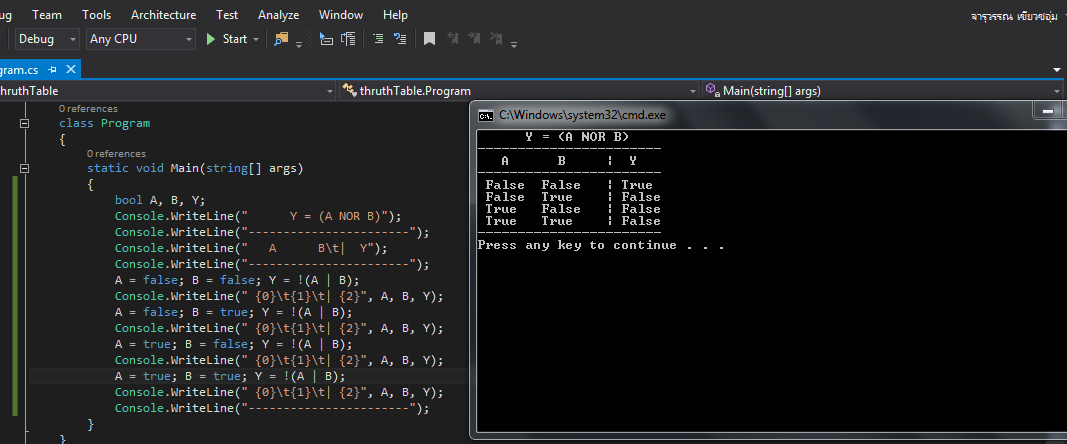 ug Team Tools Architecture Test Analyze Window Help
จารุวรรณ เขียวชอุ่ม
Debug Any CPU Start
gram.cs
hruthTable thruthTable.Program Main(string[] args)
0 references
class Program
{
0 references
static void Main(string[] args)
{
bool A, B, Y;
Console.WriteLine("      Y = (A NOR B)");
Console.WriteLine("-----------------------");
Console.WriteLine("   A      B\t|  Y");
Console.WriteLine("-----------------------");
A = false; B = false; Y = !(A | B);
Console.WriteLine(" {0}\t{1}\t| {2}", A, B, Y);
A = false; B = true; Y = !(A | B);
Console.WriteLine(" {0}\t{1}\t| {2}", A, B, Y);
A = true; B = false; Y = !(A | B);
Console.WriteLine(" {0}\t{1}\t| {2}", A, B, Y);
A = true; B = true; Y = !(A | B);
Console.WriteLine(" {0}\t{1}\t| {2}", A, B, Y);
Console.WriteLine("-----------------------");
}
}
C:\Windows\system32\cmd.exe
Y = (A NOR B)
-----------------------
A B ¦ Y
-----------------------
False False ¦ True
False True ¦ False
True False ¦ False
True True ¦ False
-----------------------
Press any key to continue . . .